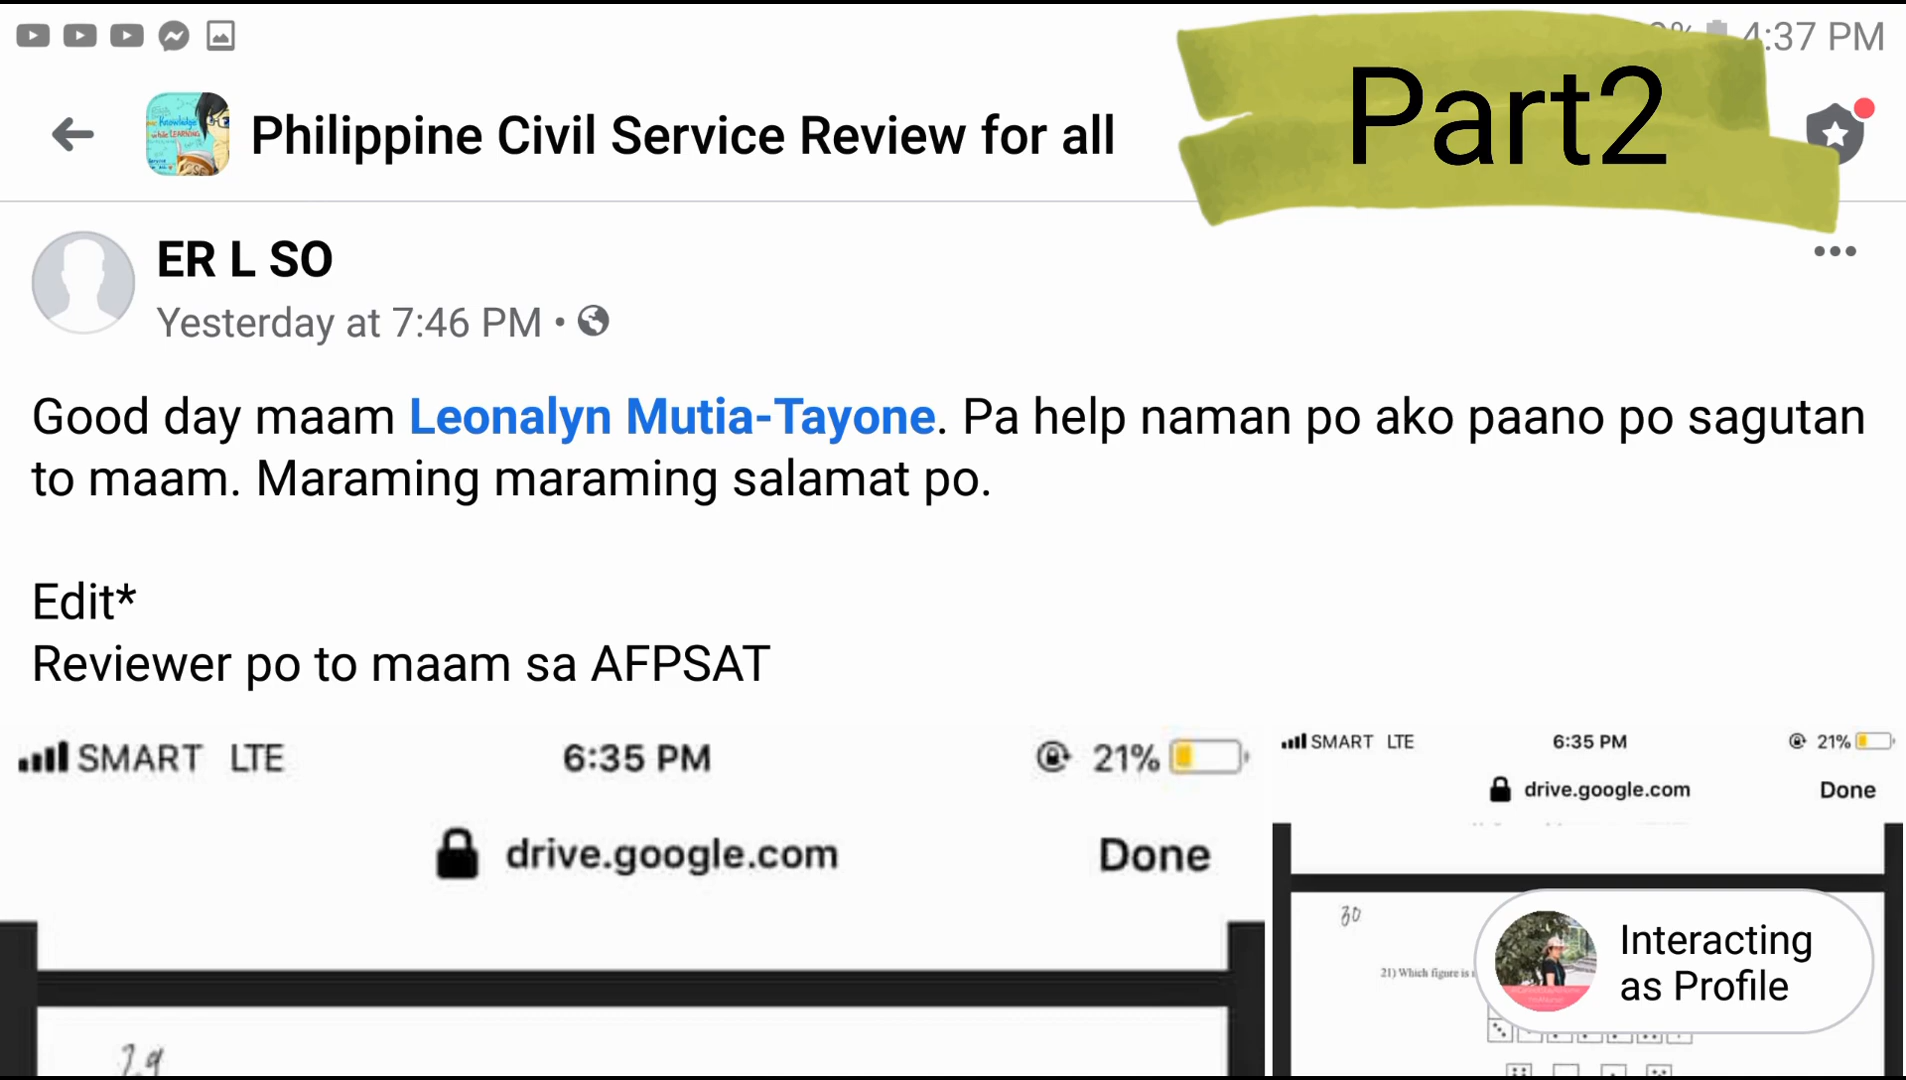 4:37 PM
Part2
Philippine Civil Service Review for all
ER L SO
Yesterday at 7:46 PM •
Good day maam Leonalyn Mutia-Tayone. Pa help naman po ako paano po sagutan
to maam. Maraming maraming salamat po.
Edit*
Reviewer po to maam sa AFPSAT
SMART LTE 6:35 PM 21%
drive.google.com Done
29
SMART LTE 6:35 PM 21%
drive.google.com Done
30
21) Which figure is
Interacting
as Profile